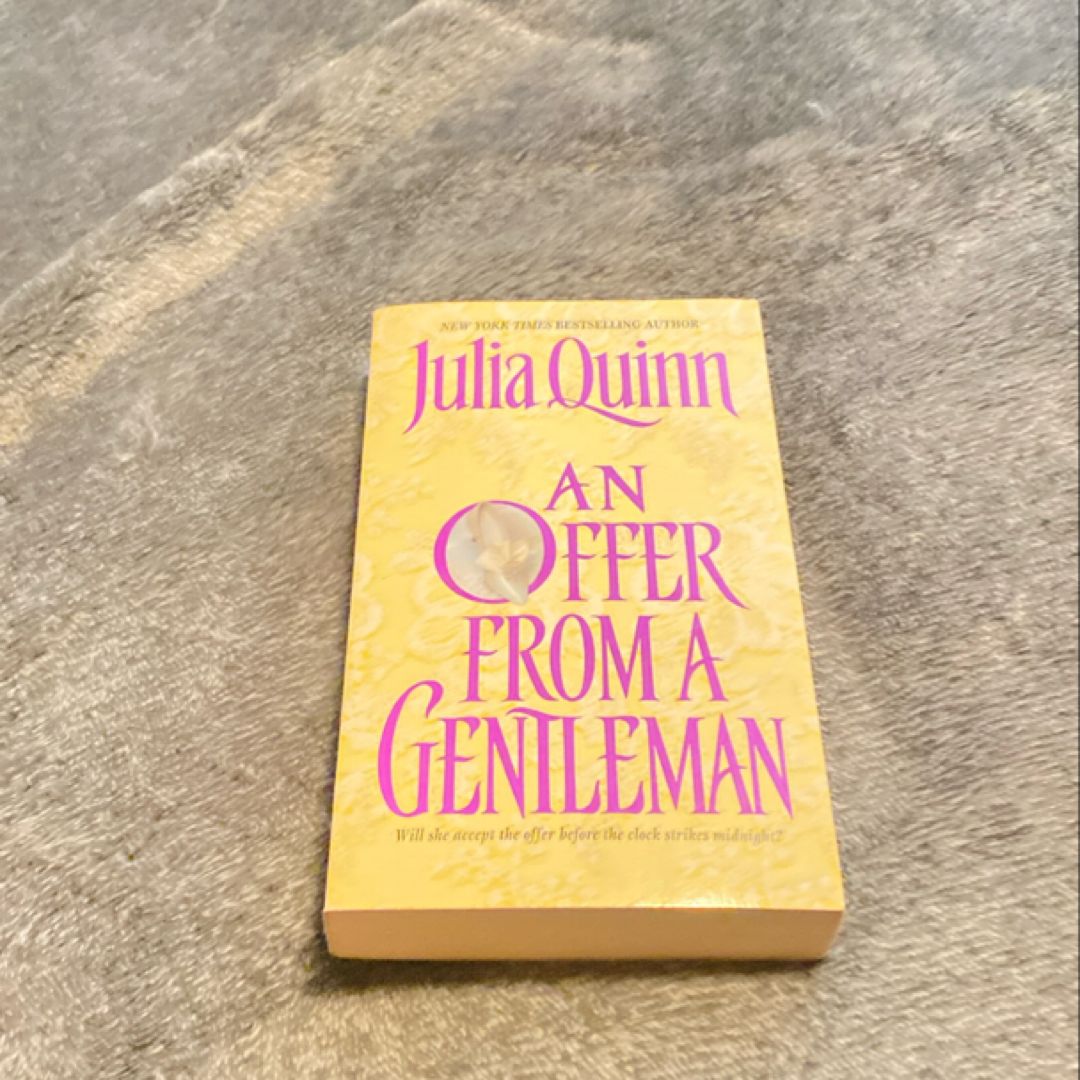 NEW YORK TIMES BESTSELLING AUTHOR
Julia Quinn
AN
OFFER
FROM A
GENTLEMAN
Will she accept the offer before the clock strikes midnight?